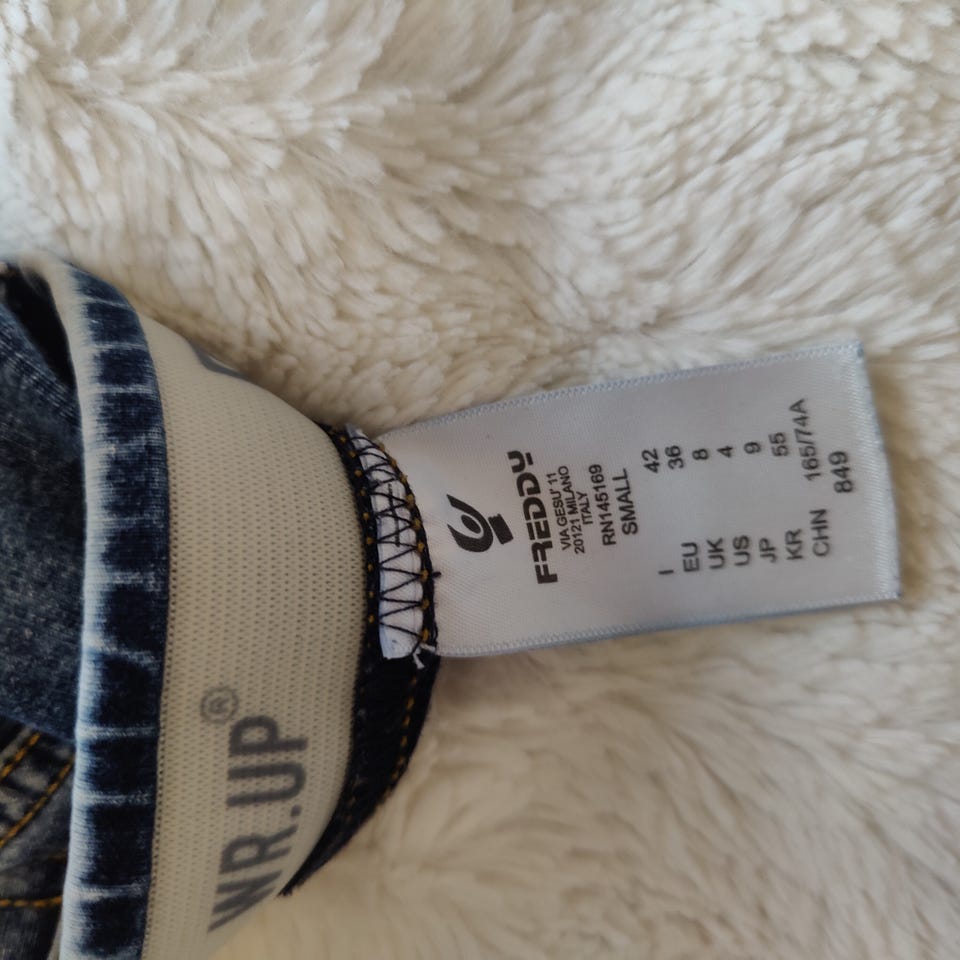 FREDDY
VIA GESU' 11
20121 MILANO
ITALY
RN145169
SMALL
I 42
EU 36
UK 8
US 4
JP 9
KR 55
CHN 165/74A
849
WR.UP®